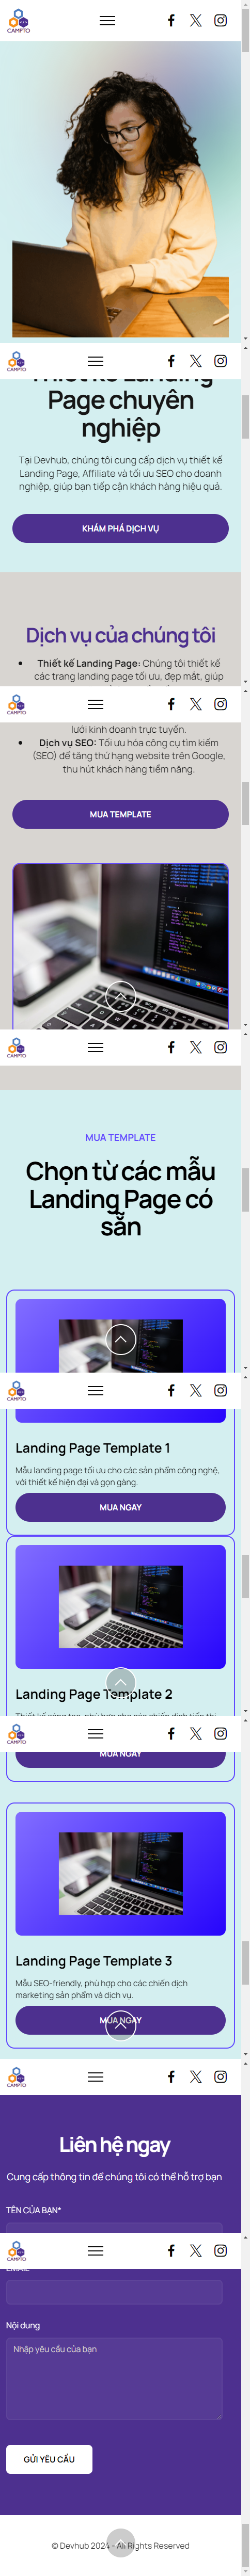 CAMPTO
CAMPTO
Thiết kế Landing
Page chuyên
nghiệp
Tại Devhub, chúng tôi cung cấp dịch vụ thiết kế
Landing Page, Affiliate và tối ưu SEO cho doanh
nghiệp, giúp bạn tiếp cận khách hàng hiệu quả.
KHÁM PHÁ DỊCH VỤ
Dịch vụ của chúng tôi
Thiết kế Landing Page: Chúng tôi thiết kế
các trang landing page tối ưu, đẹp mắt, giúp
CAMPTO
lưới kinh doanh trực tuyến.
Dịch vụ SEO: Tối ưu hóa công cụ tìm kiếm
(SEO) để tăng thứ hạng website trên Google,
thu hút khách hàng tiềm năng.
MUA TEMPLATE
CAMPTO
MUA TEMPLATE
Chọn từ các mẫu
Landing Page có
sẵn
CAMPTO
Landing Page Template 1
Mẫu landing page tối ưu cho các sản phẩm công nghệ,
với thiết kế hiện đại và gọn gàng.
MUA NGAY
Landing Page Template 2
CAMPTO
MUA NGAY
Landing Page Template 3
Mẫu SEO-friendly, phù hợp cho các chiến dịch
marketing sản phẩm và dịch vụ.
MUA NGAY
CAMPTO
Liên hệ ngay
Cung cấp thông tin để chúng tôi có thể hỗ trợ bạn
TÊN CỦA BẠN*
CAMPTO
EMAIL
Nội dung
Nhập yêu cầu của bạn
GỬI YÊU CẦU
© Devhub 2024 - All Rights Reserved